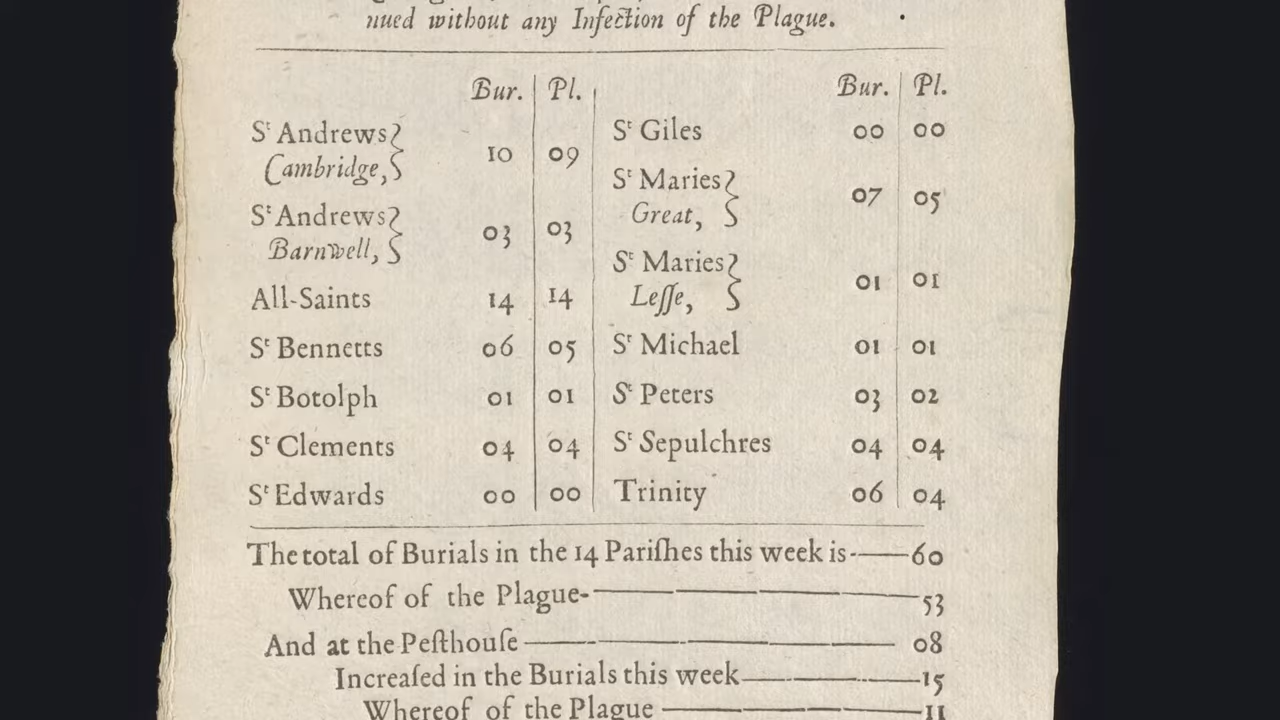 nued without any Infection of the Plague.
Bur. Pl. Bur. Pl.
Sᵗ Andrews
Cambridge, 10 09
Sᵗ Andrews
Barnwell, 03 03
All-Saints 14 14
Sᵗ Bennetts 06 05
Sᵗ Botolph 01 01
Sᵗ Clements 04 04
Sᵗ Edwards 00 00
Sᵗ Giles 00 00
Sᵗ Maries
Great, 07 05
Sᵗ Maries
Leſſe, 01 01
Sᵗ Michael 01 01
Sᵗ Peters 03 02
Sᵗ Sepulchres 04 04
Trinity 06 04
The total of Burials in the 14 Pariſhes this week is-——60
Whereof of the Plague-———53
And at the Peſthouſe ——— 08
Increaſed in the Burials this week———15
Whereof of the Plague ———11